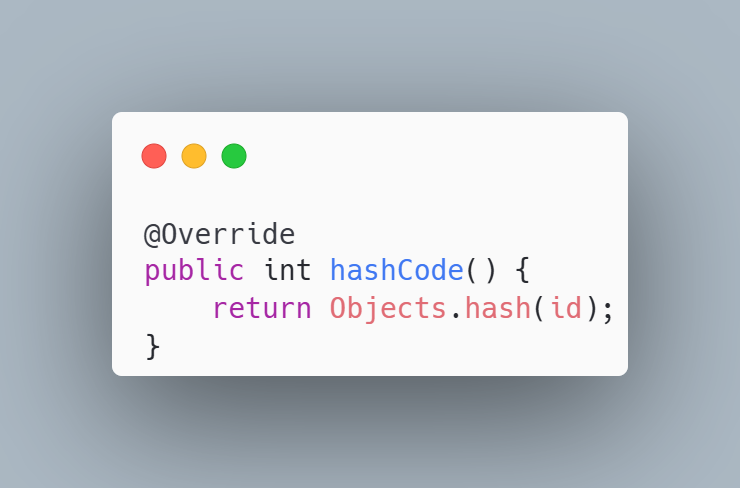 @Override
public int hashCode() {
    return Objects.hash(id);
}